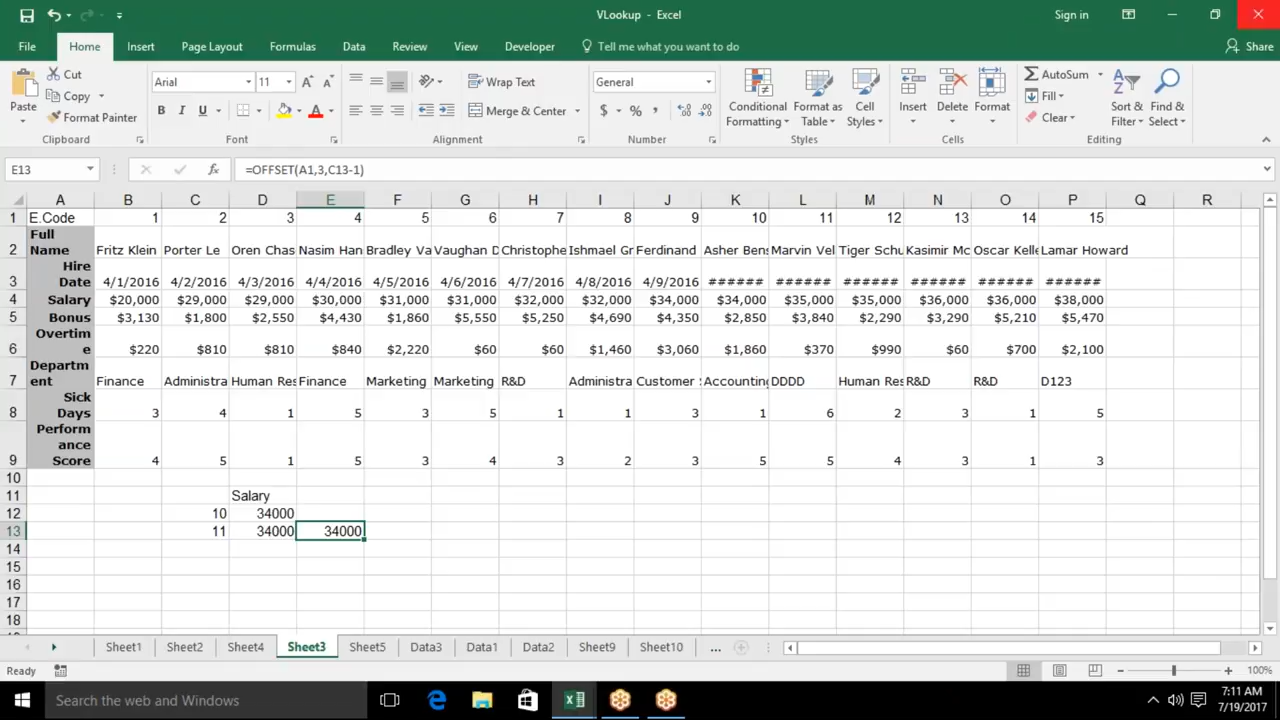 VLookup - Excel
Sign in
File Home Insert Page Layout Formulas Data Review View Developer Tell me what you want to do Share
Paste Cut Copy Format Painter
Arial 11
B I U
Wrap Text
Merge & Center
General
$ % ,
Conditional Formatting Format as Table Cell Styles
Insert Delete Format
AutoSum Fill Clear
Sort & Filter Find & Select
Clipboard Font Alignment Number Styles Cells Editing
E13 fx =OFFSET(A1,3,C13-1)
A B C D E F G H I J K L M N O P Q R
1 E.Code 1 2 3 4 5 6 7 8 9 10 11 12 13 14 15
2 Full Name Fritz Klein Porter Le Oren Chas Nasim Han Bradley Va Vaughan D Christophe Ishmael Gr Ferdinand Asher Bens Marvin Vel Tiger Schu Kasimir Mc Oscar Kelle Lamar Howard
3 Hire Date 4/1/2016 4/2/2016 4/3/2016 4/4/2016 4/5/2016 4/6/2016 4/7/2016 4/8/2016 4/9/2016 ###### ###### ###### ###### ###### ######
4 Salary $20,000 $29,000 $29,000 $30,000 $31,000 $31,000 $32,000 $32,000 $34,000 $34,000 $35,000 $35,000 $36,000 $36,000 $38,000
5 Bonus $3,130 $1,800 $2,550 $4,430 $1,860 $5,550 $5,250 $4,690 $4,350 $2,850 $3,840 $2,290 $3,290 $5,210 $5,470
6 Overtim e $220 $810 $810 $840 $2,220 $60 $60 $1,460 $3,060 $1,860 $370 $990 $60 $700 $2,100
7 Departm ent Finance Administra Human Res Finance Marketing Marketing R&D Administra Customer Accounting DDDD Human Res R&D R&D D123
8 Sick Days 3 4 1 5 3 5 1 1 3 1 6 2 3 1 5
9 Perform ance Score 4 5 1 5 3 4 3 2 3 5 5 4 3 1 3
10
11 Salary
12 10 34000
13 11 34000 34000
14
15
16
17
18
Sheet1 Sheet2 Sheet4 Sheet3 Sheet5 Data3 Data1 Data2 Sheet9 Sheet10 ...
Ready 100%
Search the web and Windows
7:11 AM
7/19/2017